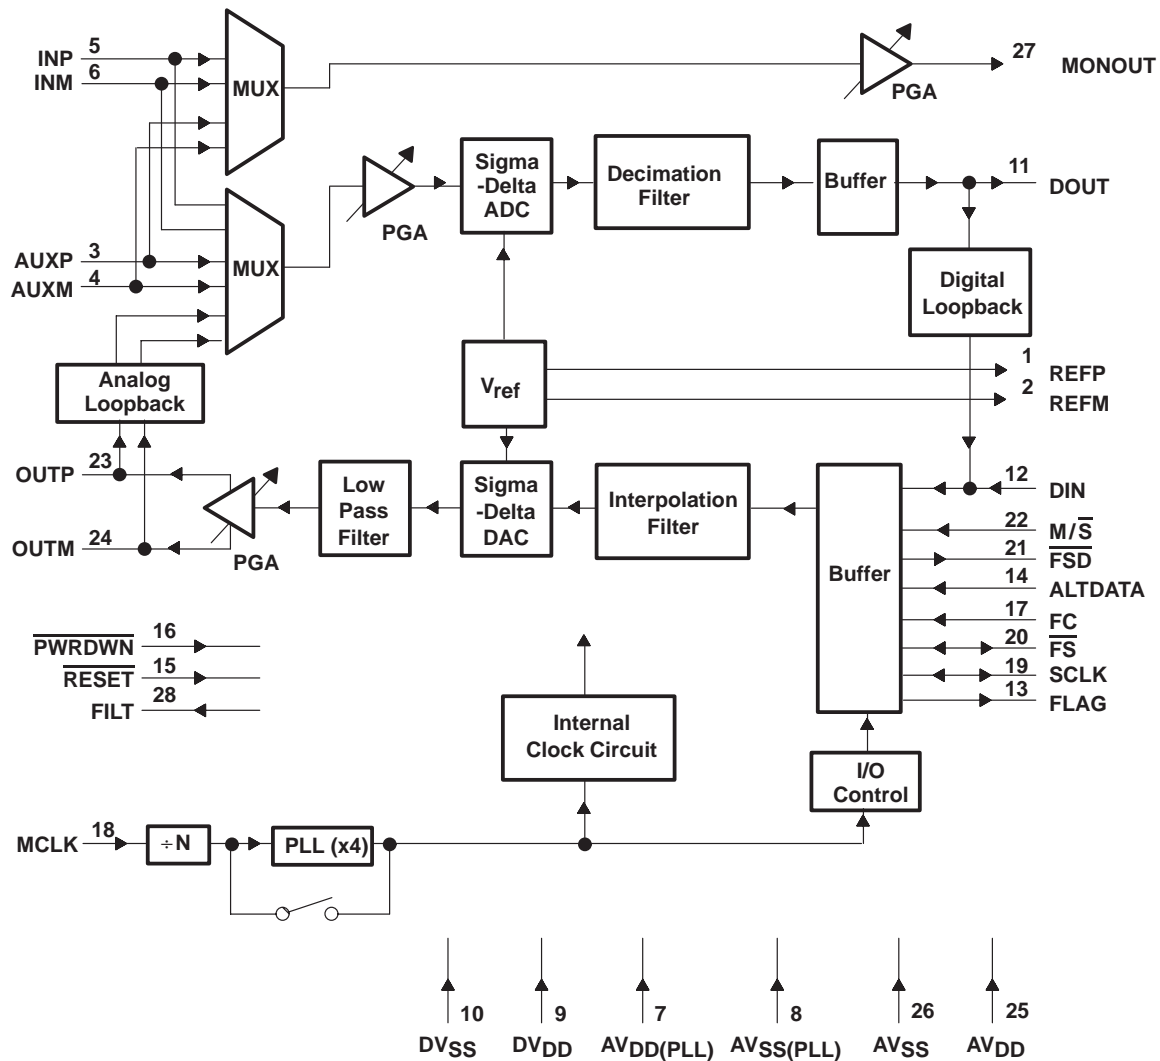 INP 5
INM 6
MUX
PGA
27 MONOUT
Sigma
-Delta
ADC
Decimation
Filter
Buffer
11 DOUT
PGA
AUXP 3
AUXM 4
MUX
Digital
Loopback
Analog
Loopback
Vref
1 REFP
2 REFM
OUTP 23
OUTM 24
PGA
Low
Pass
Filter
Sigma
-Delta
DAC
Interpolation
Filter
Buffer
12 DIN
22 M/S̅
21 F̅S̅D̅
14 ALTDATA
17 FC
20 F̅S̅
19 SCLK
13 FLAG
P̅W̅R̅D̅W̅N̅ 16
R̅E̅S̅E̅T̅ 15
FILT 28
Internal
Clock Circuit
I/O
Control
MCLK 18
÷N
PLL (x4)
10 DVSS
9 DVDD
7 AVDD(PLL)
8 AVSS(PLL)
26 AVSS
25 AVDD